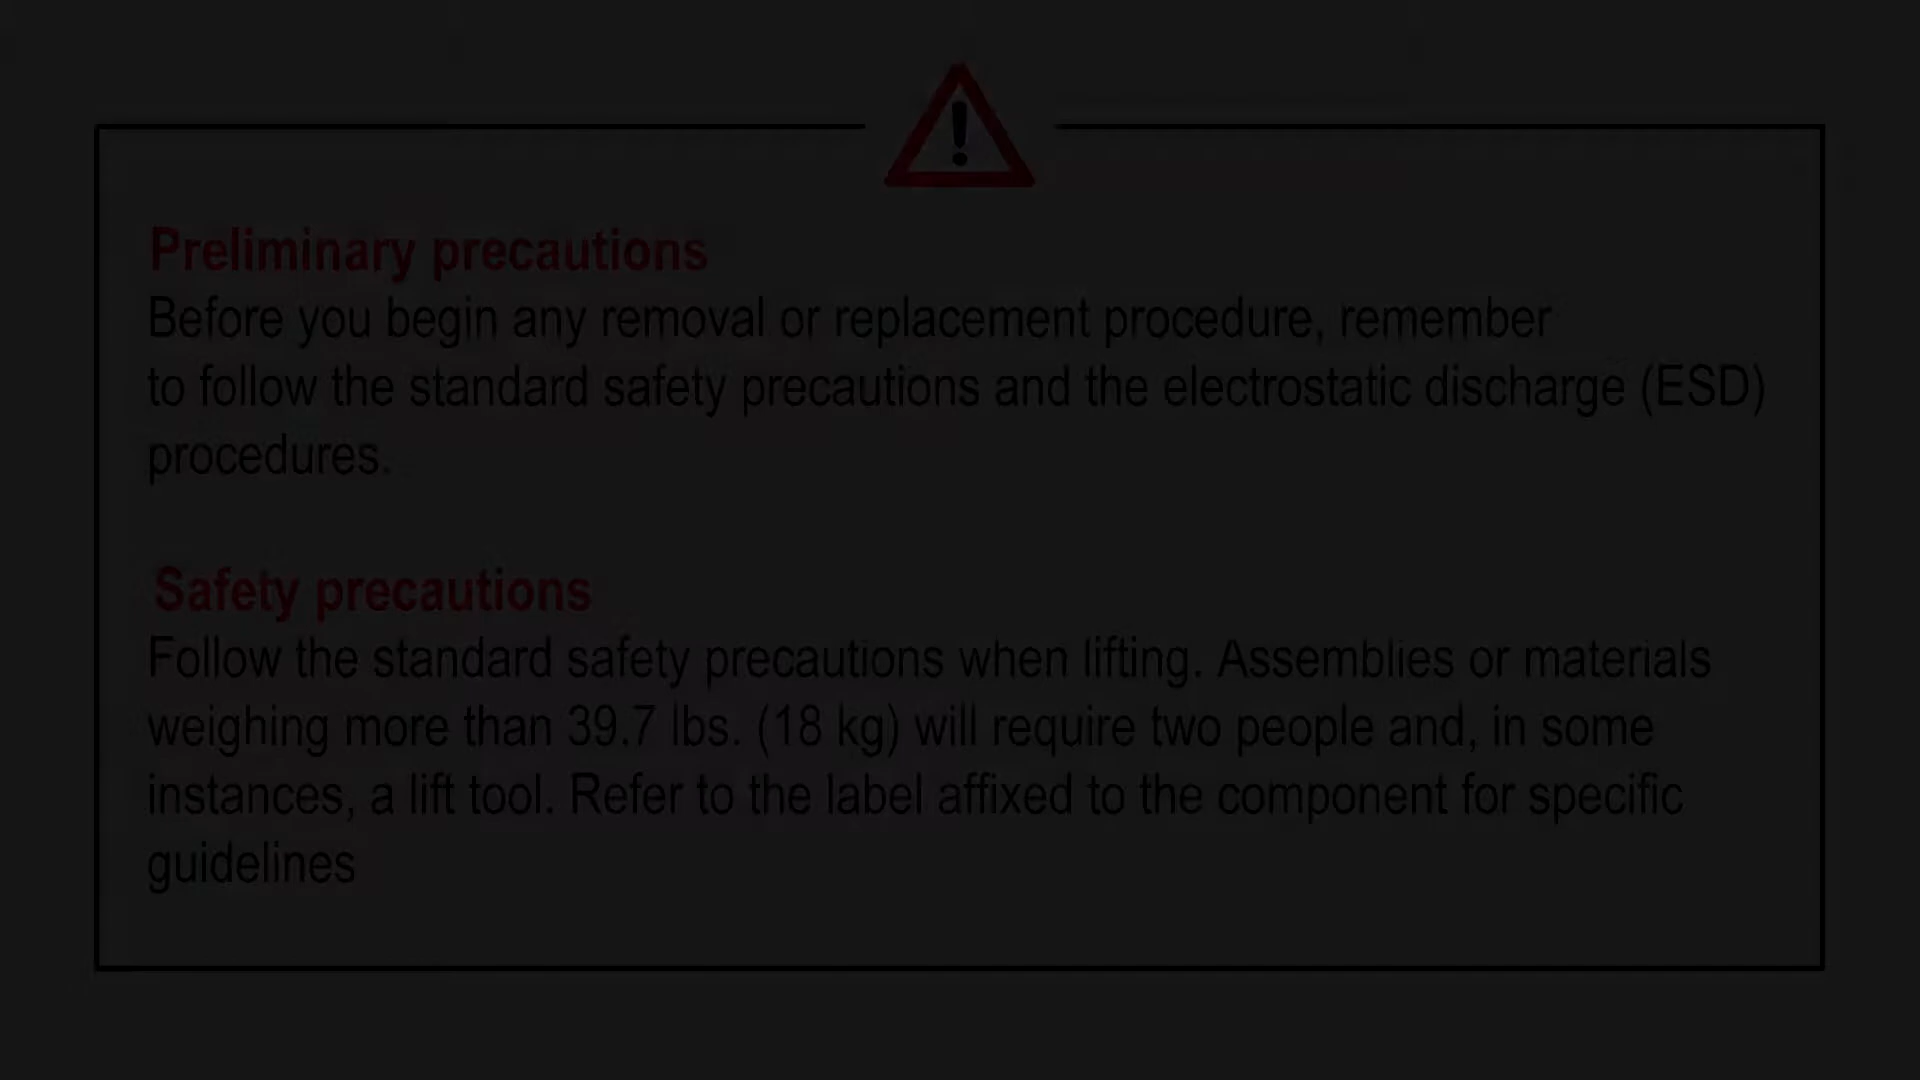 Preliminary precautions
Before you begin any removal or replacement procedure, remember
to follow the standard safety precautions and the electrostatic discharge (ESD)
procedures.
Safety precautions
Follow the standard safety precautions when lifting. Assemblies or materials
weighing more than 39.7 lbs. (18 kg) will require two people and, in some
instances, a lift tool. Refer to the label affixed to the component for specific
guidelines